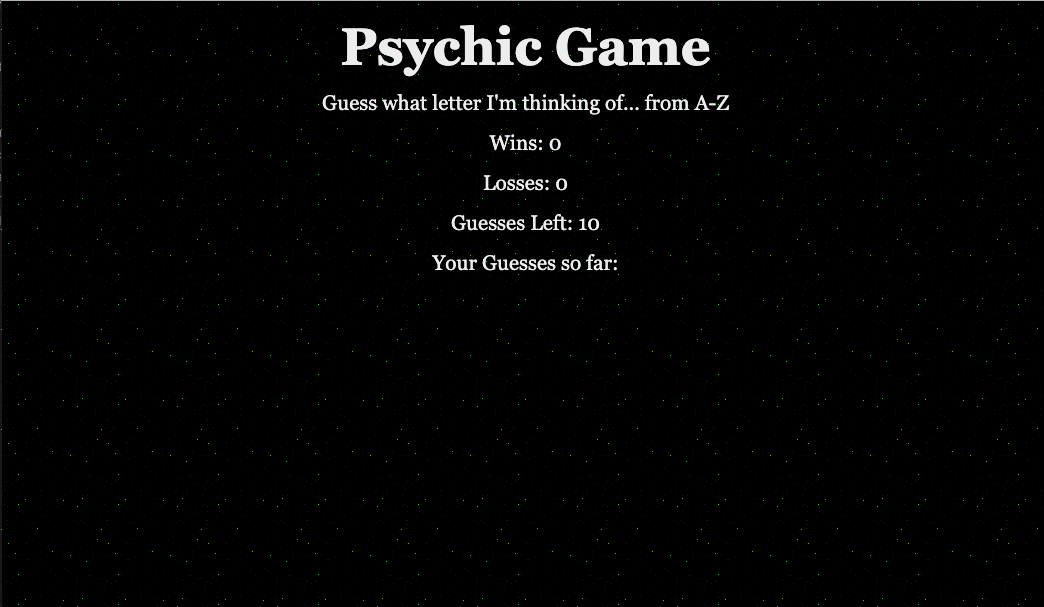 Psychic Game
Guess what letter I'm thinking of... from A-Z
Wins: 0
Losses: 0
Guesses Left: 10
Your Guesses so far: